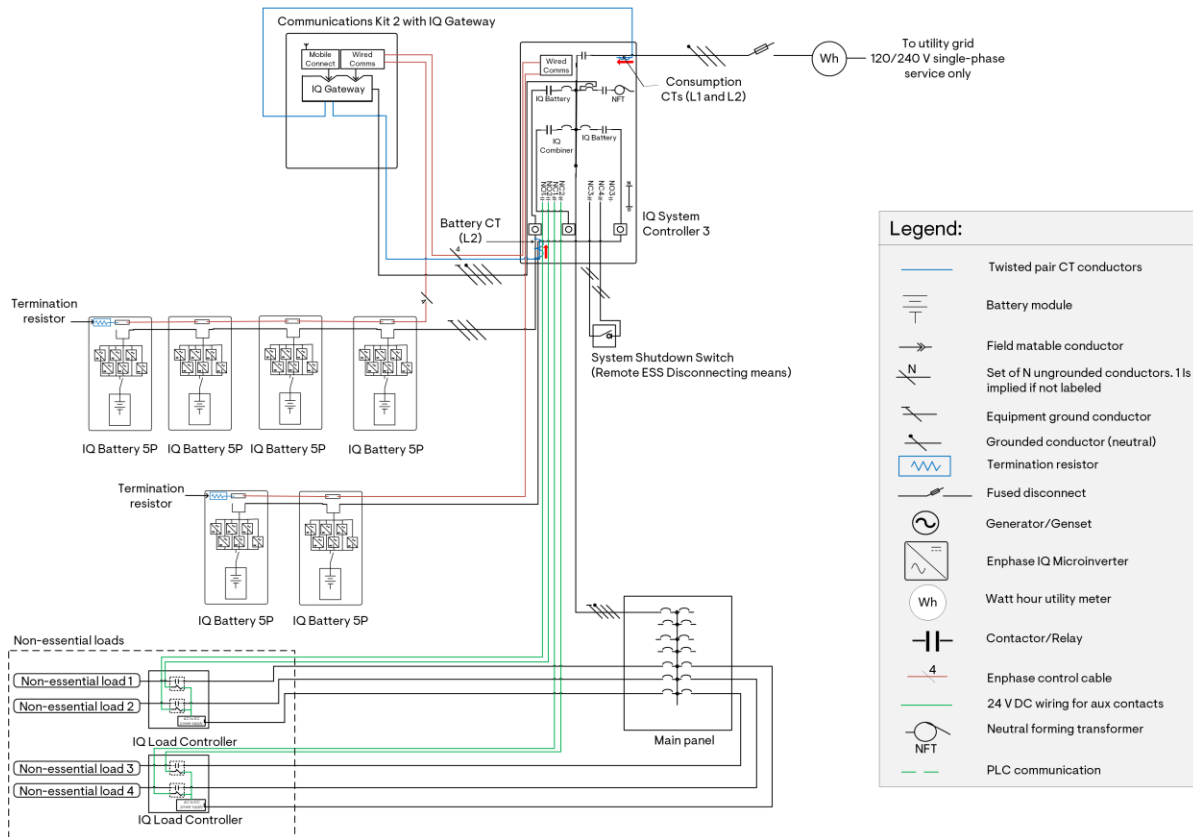 Communications Kit 2 with IQ Gateway
Mobile
Connect
Wired
Comms
IQ Gateway
Wired
Comms
IQ Battery
NFT
IQ
Combiner
IQ Battery
NO1
NO2
NC1
NC2
NC3
NC4
NO3
Consumption
CTs (L1 and L2)
Wh
To utility grid
120/240 V single-phase
service only
IQ System
Controller 3
Battery CT
(L2)
4
System Shutdown Switch
(Remote ESS Disconnecting means)
Termination
resistor
IQ Battery 5P
IQ Battery 5P
IQ Battery 5P
IQ Battery 5P
Termination
resistor
IQ Battery 5P
IQ Battery 5P
Non-essential loads
Non-essential load 1
Non-essential load 2
IQ Load Controller
Non-essential load 3
Non-essential load 4
IQ Load Controller
Main panel
Legend:
Twisted pair CT conductors
Battery module
Field matable conductor
N
Set of N ungrounded conductors. 1 Is
implied if not labeled
Equipment ground conductor
Grounded conductor (neutral)
Termination resistor
Fused disconnect
Generator/Genset
Enphase IQ Microinverter
Wh
Watt hour utility meter
Contactor/Relay
4
Enphase control cable
24 V DC wiring for aux contacts
NFT
Neutral forming transformer
PLC communication